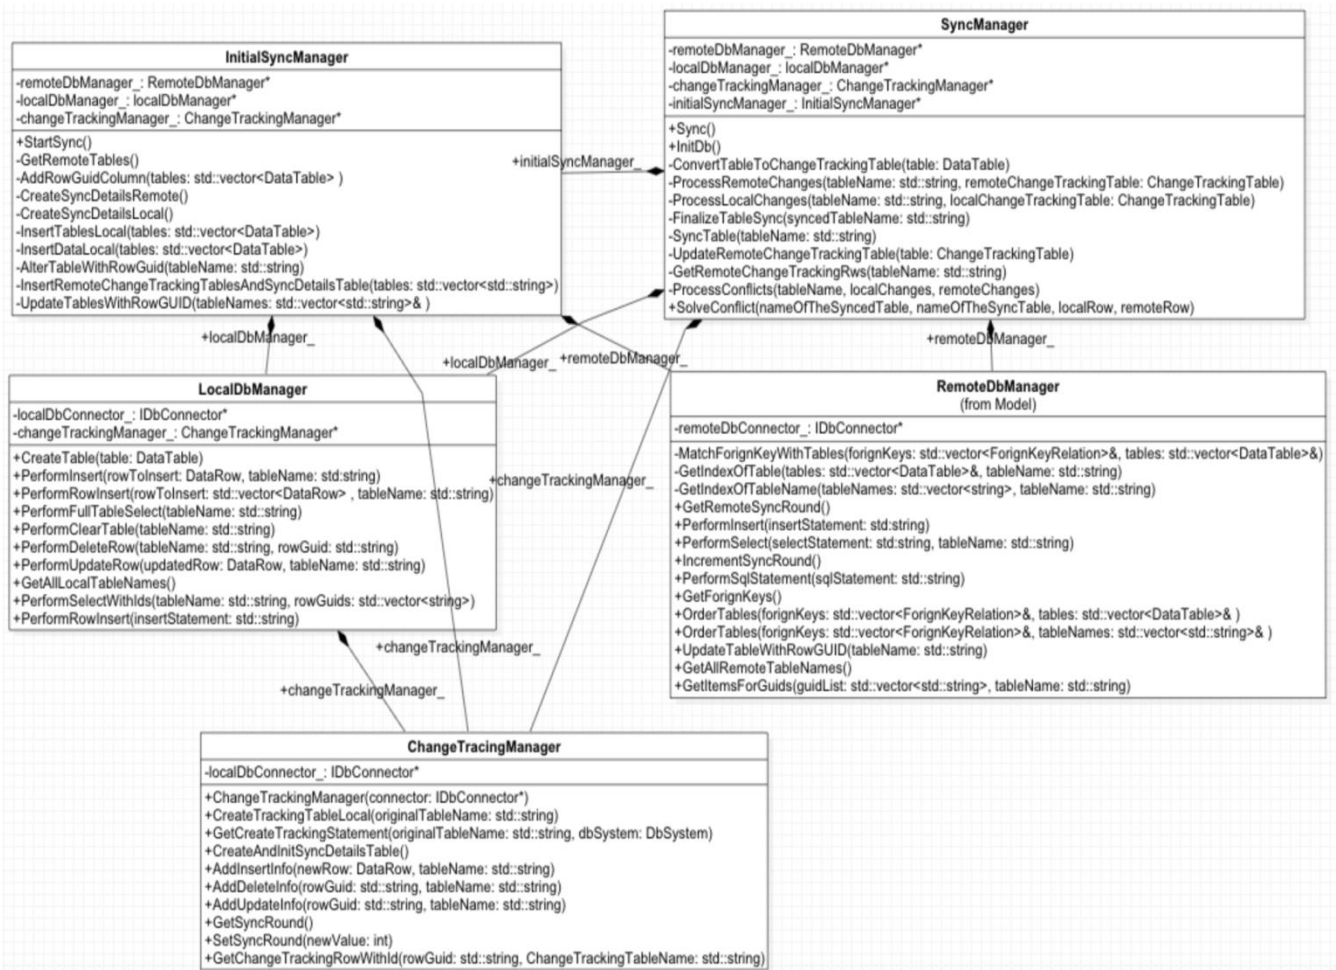 SyncManager
-remoteDbManager_: RemoteDbManager*
-localDbManager_: localDbManager*
-changeTrackingManager_: ChangeTrackingManager*
-initialSyncManager_: InitialSyncManager*
+Sync()
+InitDb()
-ConvertTableToChangeTrackingTable(table: DataTable)
-ProcessRemoteChanges(tableName: std::string, remoteChangeTrackingTable: ChangeTrackingTable)
-ProcessLocalChanges(tableName: std::string, localChangeTrackingTable: ChangeTrackingTable)
-FinalizeTableSync(syncedTableName: std::string)
-SyncTable(tableName: std::string)
-UpdateRemoteChangeTrackingTable(table: ChangeTrackingTable)
-GetRemoteChangeTrackingRws(tableName: std::string)
-ProcessConflicts(tableName, localChanges, remoteChanges)
+SolveConflict(nameOfTheSyncedTable, nameOfTheSyncTable, localRow, remoteRow)
InitialSyncManager
-remoteDbManager_: RemoteDbManager*
-localDbManager_: localDbManager*
-changeTrackingManager_: ChangeTrackingManager*
+StartSync()
-GetRemoteTables()
-AddRowGuidColumn(tables: std::vector<DataTable> )
-CreateSyncDetailsRemote()
-CreateSyncDetailsLocal()
-InsertTablesLocal(tables: std::vector<DataTable>)
-InsertDataLocal(tables: std::vector<DataTable>)
-AlterTableWithRowGuid(tableName: std::string)
-InsertRemoteChangeTrackingTablesAndSyncDetailsTable(tables: std::vector<std::string>)
-UpdateTablesWithRowGUID(tableNames: std::vector<std::string>& )
+initialSyncManager_
+localDbManager_
+localDbManager_
+remoteDbManager_
+remoteDbManager_
LocalDbManager
-localDbConnector_: IDbConnector*
-changeTrackingManager_: ChangeTrackingManager*
+CreateTable(table: DataTable)
+PerformInsert(rowToInsert: DataRow, tableName: std:string)
+PerformRowInsert(rowToInsert: std::vector<DataRow> , tableName: std::string)
+PerformFullTableSelect(tableName: std::string)
+PerformClearTable(tableName: std::string)
+PerformDeleteRow(tableName: std::string, rowGuid: std::string)
+PerformUpdateRow(updatedRow: DataRow, tableName: std::string)
+GetAllLocalTableNames()
+PerformSelectWithIds(tableName: std::string, rowGuids: std::vector<string>)
+PerformRowInsert(insertStatement: std::string)
+changeTrackingManager_
RemoteDbManager
(from Model)
-remoteDbConnector_: IDbConnector*
-MatchForignKeyWithTables(forignKeys: std::vector<ForignKeyRelation>&, tables: std::vector<DataTable>&)
-GetIndexOfTable(tables: std::vector<DataTable>&, tableName: std::string)
-GetIndexOfTableName(tableNames: std::vector<string>, tableName: std::string)
+GetRemoteSyncRound()
+PerformInsert(insertStatement: std:string)
+PerformSelect(selectStatement: std:string, tableName: std::string)
+IncrementSyncRound()
+PerformSqlStatement(sqlStatement: std::string)
+GetForignKeys()
+OrderTables(forignKeys: std::vector<ForignKeyRelation>&, tables: std::vector<DataTable>& )
+OrderTables(forignKeys: std::vector<ForignKeyRelation>&, tableNames: std::vector<std::string>& )
+UpdateTableWithRowGUID(tableName: std::string)
+GetAllRemoteTableNames()
+GetItemsForGuids(guidList: std::vector<std::string>, tableName: std::string)
+changeTrackingManager_
+changeTrackingManager_
ChangeTracingManager
-localDbConnector_: IDbConnector*
+ChangeTrackingManager(connector: IDbConnector*)
+CreateTrackingTableLocal(originalTableName: std::string)
+GetCreateTrackingStatement(originalTableName: std::string, dbSystem: DbSystem)
+CreateAndInitSyncDetailsTable()
+AddInsertInfo(newRow: DataRow, tableName: std::string)
+AddDeleteInfo(rowGuid: std::string, tableName: std::string)
+AddUpdateInfo(rowGuid: std::string, tableName: std::string)
+GetSyncRound()
+SetSyncRound(newValue: int)
+GetChangeTrackingRowWithId(rowGuid: std::string, ChangeTrackingTableName: std::string)